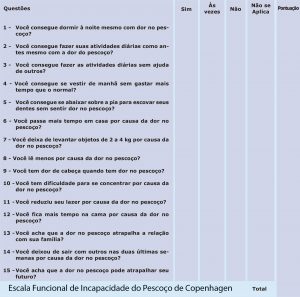 Questões Sim Às vezes Não Não se Aplica Pontuação
1 - Você consegue dormir à noite mesmo com dor no pes-
coço?
2 - Você consegue fazer suas atividades diárias como an-
tes mesmo com a dor do pescoço?
3 - Você consegue fazer as atividades diárias sem ajuda
de outros?
4 - Você consegue se vestir de manhã sem gastar mais
tempo que o normal?
5 - Você consegue se abaixar sobre a pia para escovar seus
dentes sem sentir dor no pescoço?
6 - Você passa mais tempo em casa por causa da dor
no pescoço?
7 - Você deixa de levantar objetos de 2 a 4 kg por causa
da dor no pescoço?
8 - Você lê menos por causa da dor no pescoço?
9 - Você tem dor de cabeça quando tem dor no pescoço?
10 - Você tem dificuldade para se concentrar por causa da
dor no pescoço?
11 - Você reduziu seu lazer por causa da dor no pescoço?
12 - Você fica mais tempo na cama por causa da dor no
pescoço?
13 - Você acha que a dor no pescoço atrapalha a relação
com sua família?
14 - Você deixou de sair com outros nas duas últimas se-
menas por causa da dor no pescoço?
15 - Você acha que a dor no pescoço pode atrapalhar seu
futuro?
Escala Funcional de Incapacidade do Pescoço de Copenhagen Total